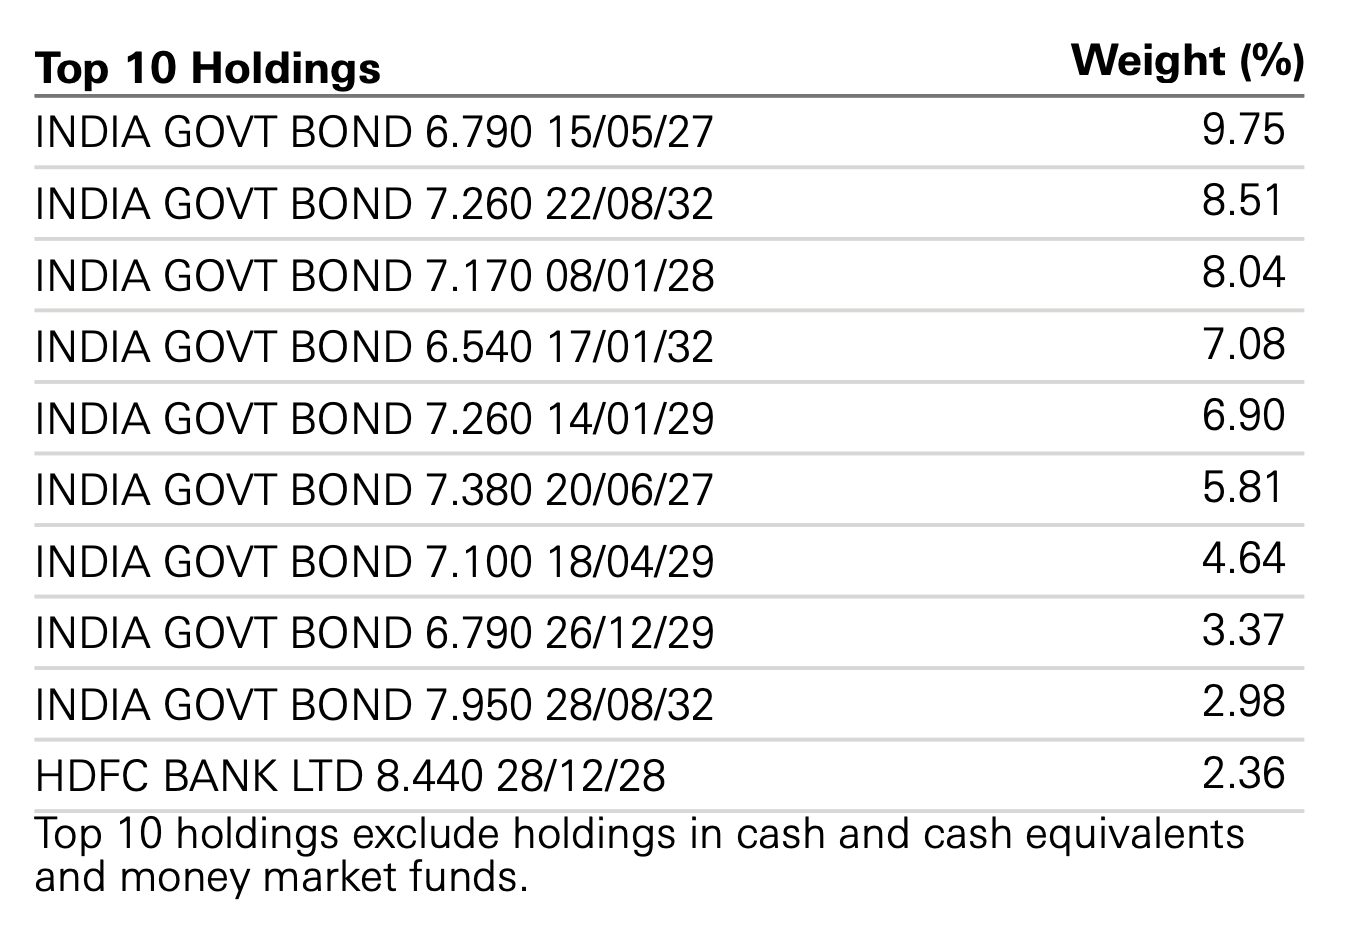 Top 10 Holdings Weight (%)
INDIA GOVT BOND 6.790 15/05/27 9.75
INDIA GOVT BOND 7.260 22/08/32 8.51
INDIA GOVT BOND 7.170 08/01/28 8.04
INDIA GOVT BOND 6.540 17/01/32 7.08
INDIA GOVT BOND 7.260 14/01/29 6.90
INDIA GOVT BOND 7.380 20/06/27 5.81
INDIA GOVT BOND 7.100 18/04/29 4.64
INDIA GOVT BOND 6.790 26/12/29 3.37
INDIA GOVT BOND 7.950 28/08/32 2.98
HDFC BANK LTD 8.440 28/12/28 2.36
Top 10 holdings exclude holdings in cash and cash equivalents
and money market funds.